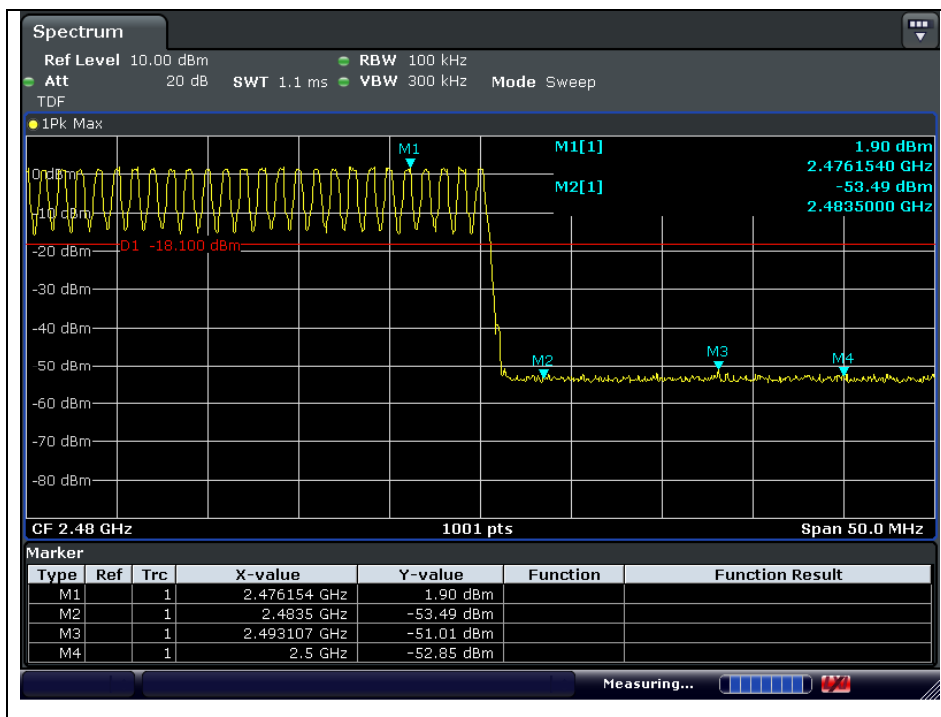 Spectrum
Ref Level 10.00 dBm RBW 100 kHz
Att 20 dB SWT 1.1 ms VBW 300 kHz Mode Sweep
TDF
1Pk Max
M1 M1[1] 1.90 dBm
2.4761540 GHz
0 dBm M2[1] -53.49 dBm
-10 dBm 2.4835000 GHz
D1 -18.100 dBm
-20 dBm
-30 dBm
-40 dBm
-50 dBm M2 M3 M4
-60 dBm
-70 dBm
-80 dBm
CF 2.48 GHz 1001 pts Span 50.0 MHz
Marker
Type Ref Trc X-value Y-value Function Function Result
M1 1 2.476154 GHz 1.90 dBm
M2 1 2.4835 GHz -53.49 dBm
M3 1 2.493107 GHz -51.01 dBm
M4 1 2.5 GHz -52.85 dBm
Measuring...